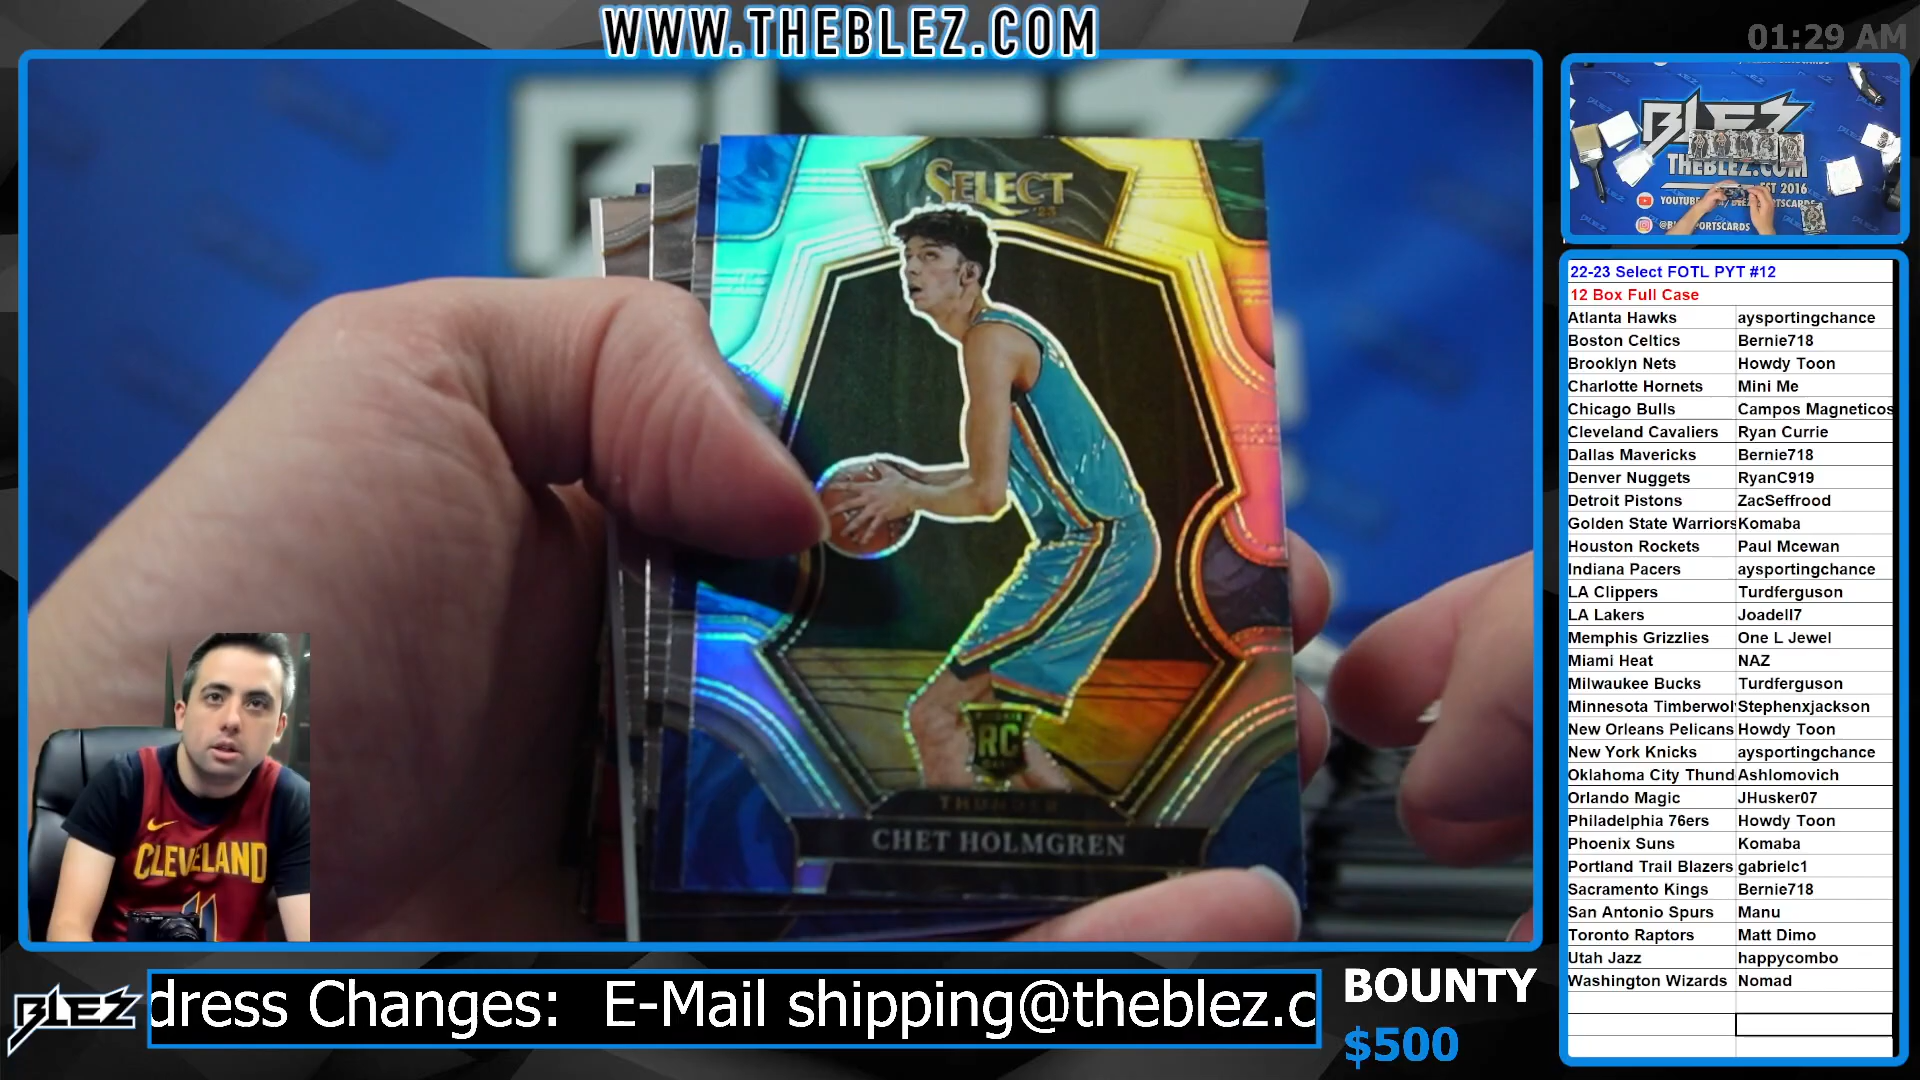 WWW.THEBLEZ.COM
01:29 AM
SELECT
RC
THUNDER
CHET HOLMGREN
CLEVELAND
BLEZ
THEBLEZ.COM
EST 2016
22-23 Select FOTL PYT #12
12 Box Full Case
Atlanta Hawks aysportingchance
Boston Celtics Bernie718
Brooklyn Nets Howdy Toon
Charlotte Hornets Mini Me
Chicago Bulls Campos Magneticos
Cleveland Cavaliers Ryan Currie
Dallas Mavericks Bernie718
Denver Nuggets RyanC919
Detroit Pistons ZacSeffrood
Golden State Warriors Komaba
Houston Rockets Paul Mcewan
Indiana Pacers aysportingchance
LA Clippers Turdferguson
LA Lakers Joadell7
Memphis Grizzlies One L Jewel
Miami Heat NAZ
Milwaukee Bucks Turdferguson
Minnesota Timberwol Stephenxjackson
New Orleans Pelicans Howdy Toon
New York Knicks aysportingchance
Oklahoma City Thund Ashlomovich
Orlando Magic JHusker07
Philadelphia 76ers Howdy Toon
Phoenix Suns Komaba
Portland Trail Blazers gabrielc1
Sacramento Kings Bernie718
San Antonio Spurs Manu
Toronto Raptors Matt Dimo
Utah Jazz happycombo
Washington Wizards Nomad
BLEZ
dress Changes: E-Mail shipping@theblez.c
BOUNTY
$500